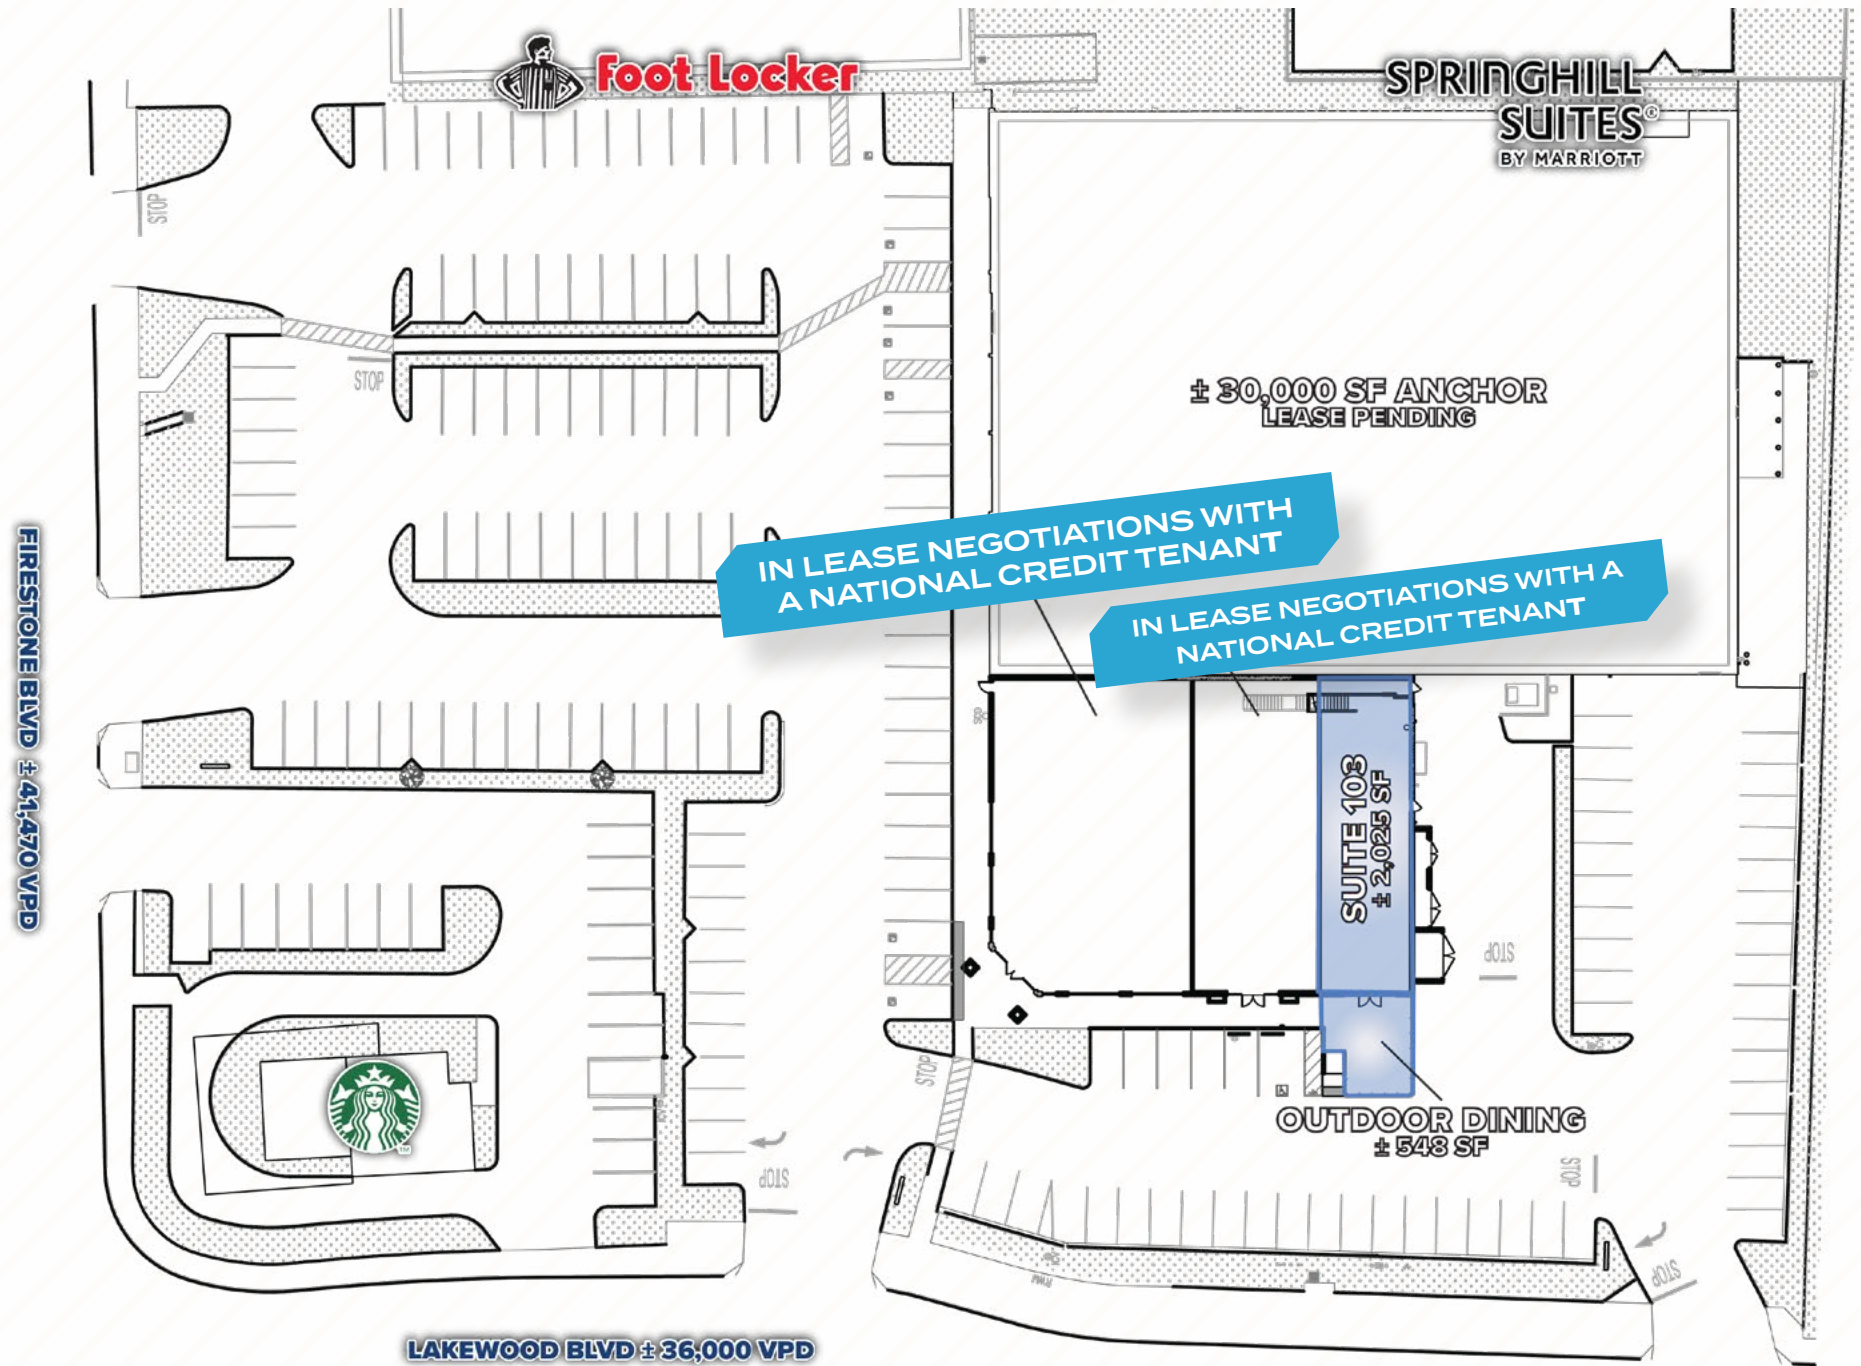 Foot Locker
SPRINGHILL
SUITES
BY MARRIOTT
STOP
STOP
± 30,000 SF ANCHOR
LEASE PENDING
IN LEASE NEGOTIATIONS WITH
A NATIONAL CREDIT TENANT
IN LEASE NEGOTIATIONS WITH A
NATIONAL CREDIT TENANT
FIRESTONE BLVD ± 41,470 VPD
SUITE 103
± 2,025 SF
STOP
STOP
OUTDOOR DINING
± 548 SF
STOP
STOP
STOP
LAKEWOOD BLVD ± 36,000 VPD